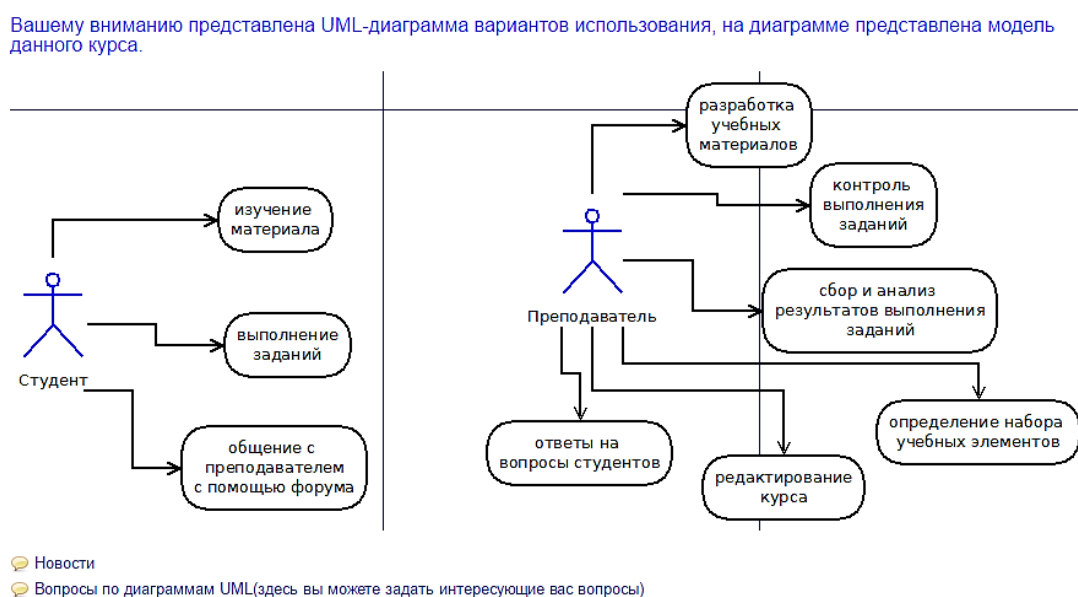 Вашему вниманию представлена UML-диаграмма вариантов использования, на диаграмме представлена модель
данного курса.
изучение
материала
Студент
выполнение
заданий
общение с
преподавателем
с помощью форума
разработка
учебных
материалов
контроль
выполнения
заданий
Преподаватель
сбор и анализ
результатов выполнения
заданий
ответы на
вопросы студентов
редактирование
курса
определение набора
учебных элементов
Новости
Вопросы по диаграммам UML(здесь вы можете задать интересующие вас вопросы)